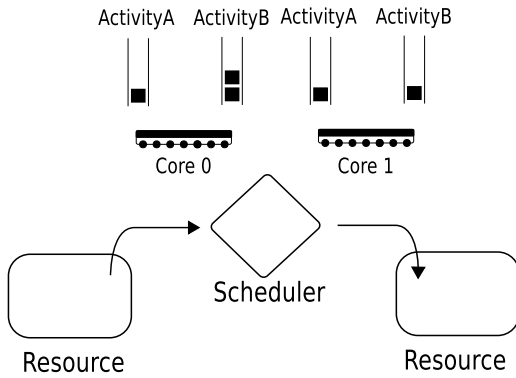 ActivityA ActivityB ActivityA ActivityB
Core 0 Core 1
Scheduler
Resource Resource